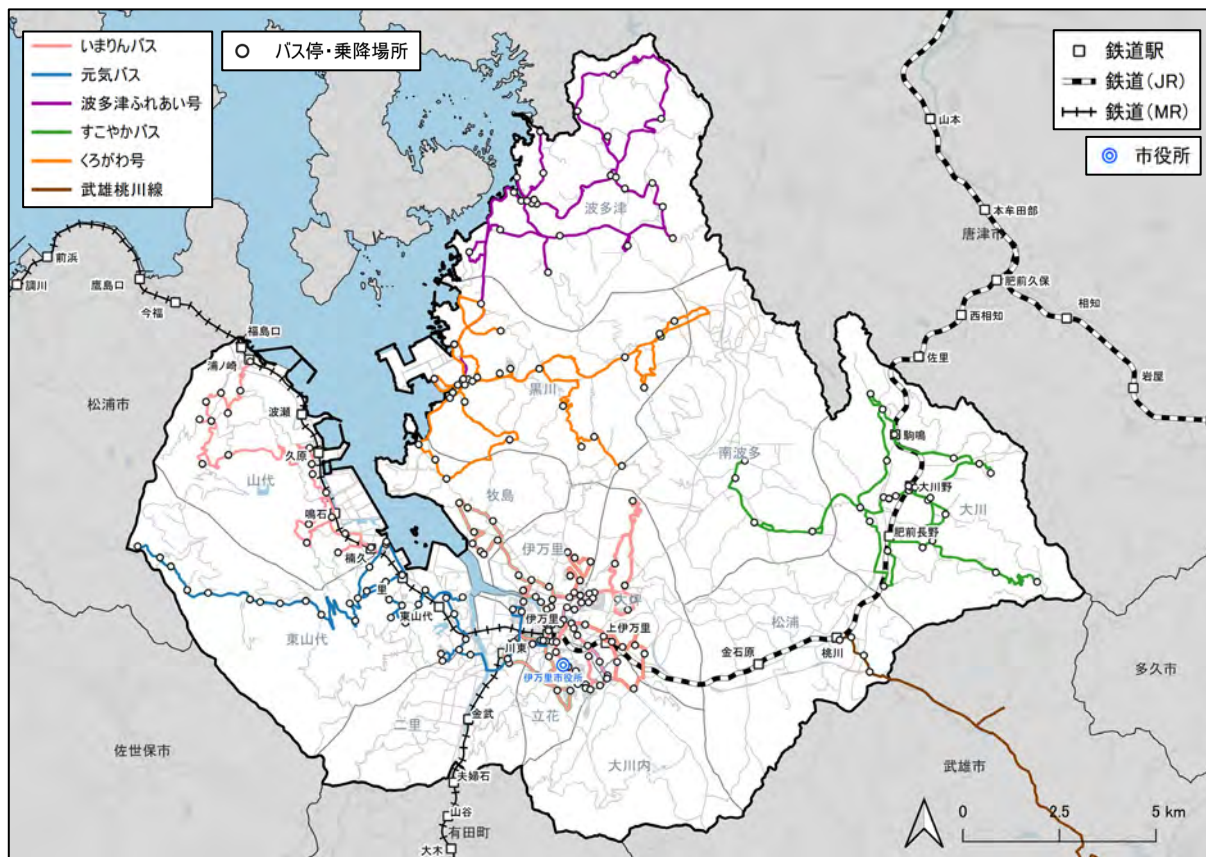 いまりんバス
元気バス
波多津ふれあい号
すこやかバス
くろがわ号
武雄桃川線
バス停・乗降場所
鉄道駅
鉄道（JR）
鉄道（MR）
市役所
山本
本牟田部
唐津市
肥前久保
相知
西相知
佐里
岩屋
波多津
前浜
調川
鷹島口
今福
福島口
浦ノ崎
松浦市
波瀬
久原
山代
鳴石
楠久
黒川
牧島
南波多
駒鳴
大川野
大川
肥前長野
伊万里
里
東山代
東山代
伊万里
上伊万里
松浦
川東
伊万里市役所
金石原
桃川
多久市
二里
立花
金武
大川内
佐世保市
武雄市
夫婦石
山谷
有田町
大木
0
2.5
5 km